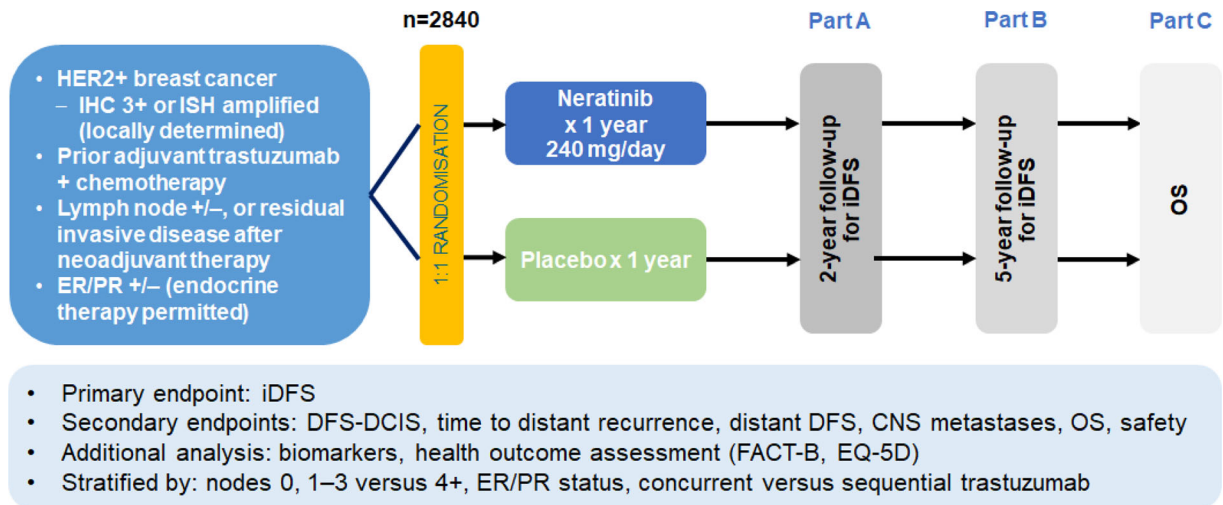 n=2840
Part A
Part B
Part C
• HER2+ breast cancer
– IHC 3+ or ISH amplified
(locally determined)
• Prior adjuvant trastuzumab
+ chemotherapy
• Lymph node +/–, or residual
invasive disease after
neoadjuvant therapy
• ER/PR +/– (endocrine
therapy permitted)
1:1 RANDOMISATION
Neratinib
x 1 year
240 mg/day
Placebo x 1 year
2-year follow-up
for iDFS
5-year follow-up
for iDFS
OS
• Primary endpoint: iDFS
• Secondary endpoints: DFS-DCIS, time to distant recurrence, distant DFS, CNS metastases, OS, safety
• Additional analysis: biomarkers, health outcome assessment (FACT-B, EQ-5D)
• Stratified by: nodes 0, 1–3 versus 4+, ER/PR status, concurrent versus sequential trastuzumab